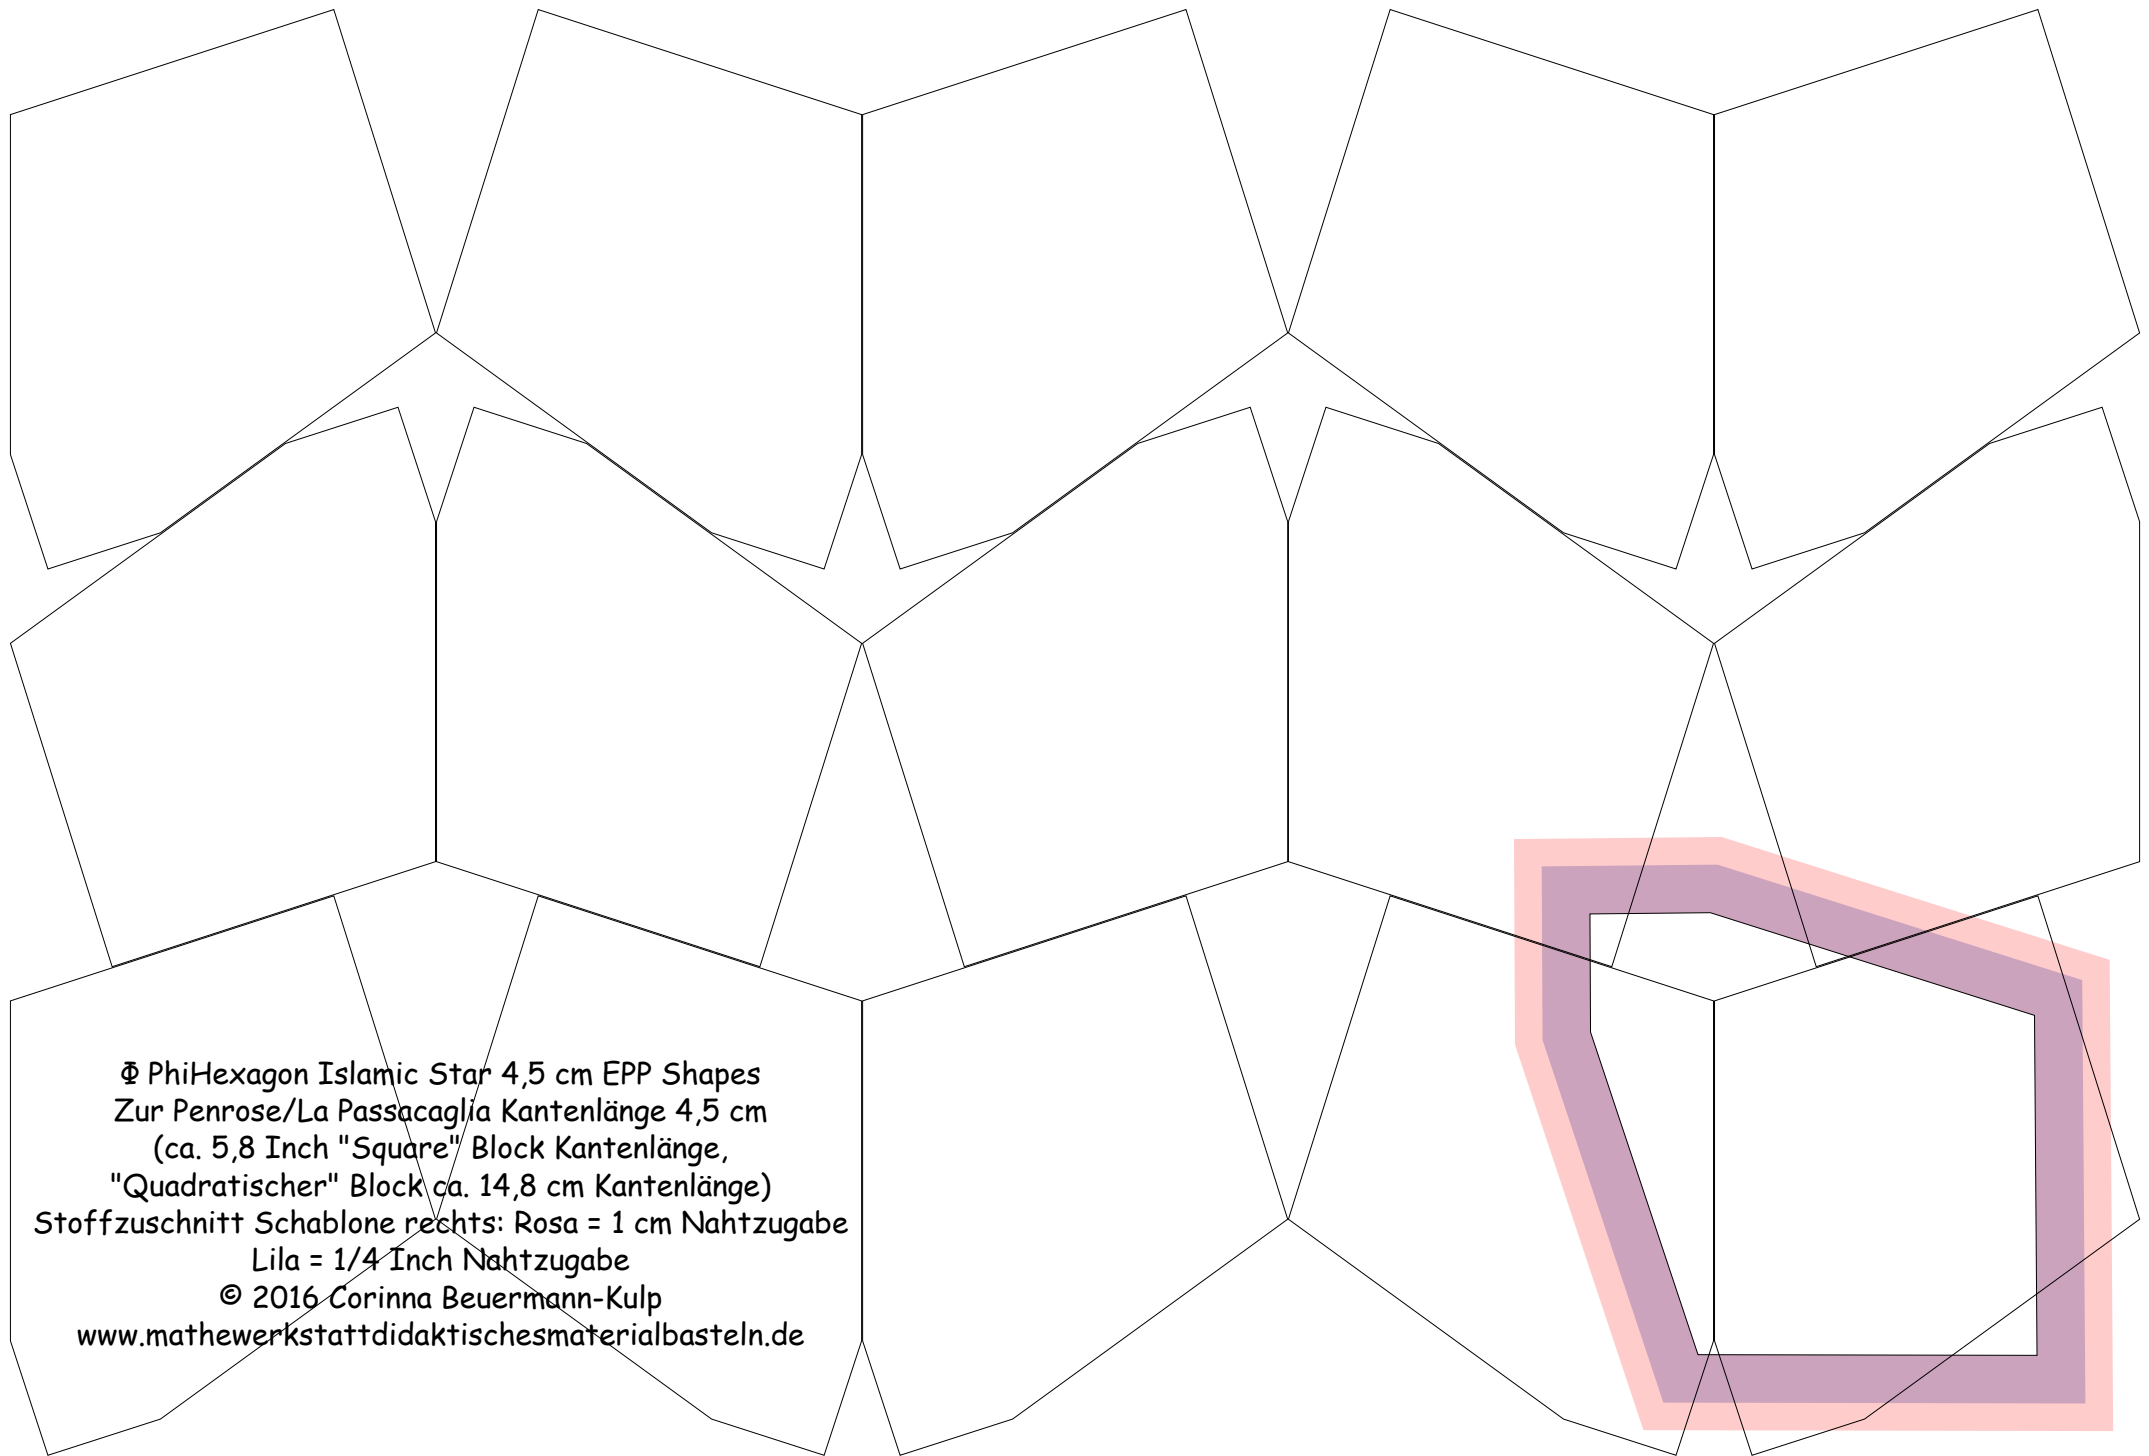 Φ PhiHexagon Islamic Star 4,5 cm EPP Shapes
Zur Penrose/La Passacaglia Kantenlänge 4,5 cm
(ca. 5,8 Inch "Square" Block Kantenlänge,
"Quadratischer" Block ca. 14,8 cm Kantenlänge)
Stoffzuschnitt Schablone rechts: Rosa = 1 cm Nahtzugabe
Lila = 1/4 Inch Nahtzugabe
© 2016 Corinna Beuermann-Kulp
www.mathewerkstattdidaktischesmaterialbasteln.de